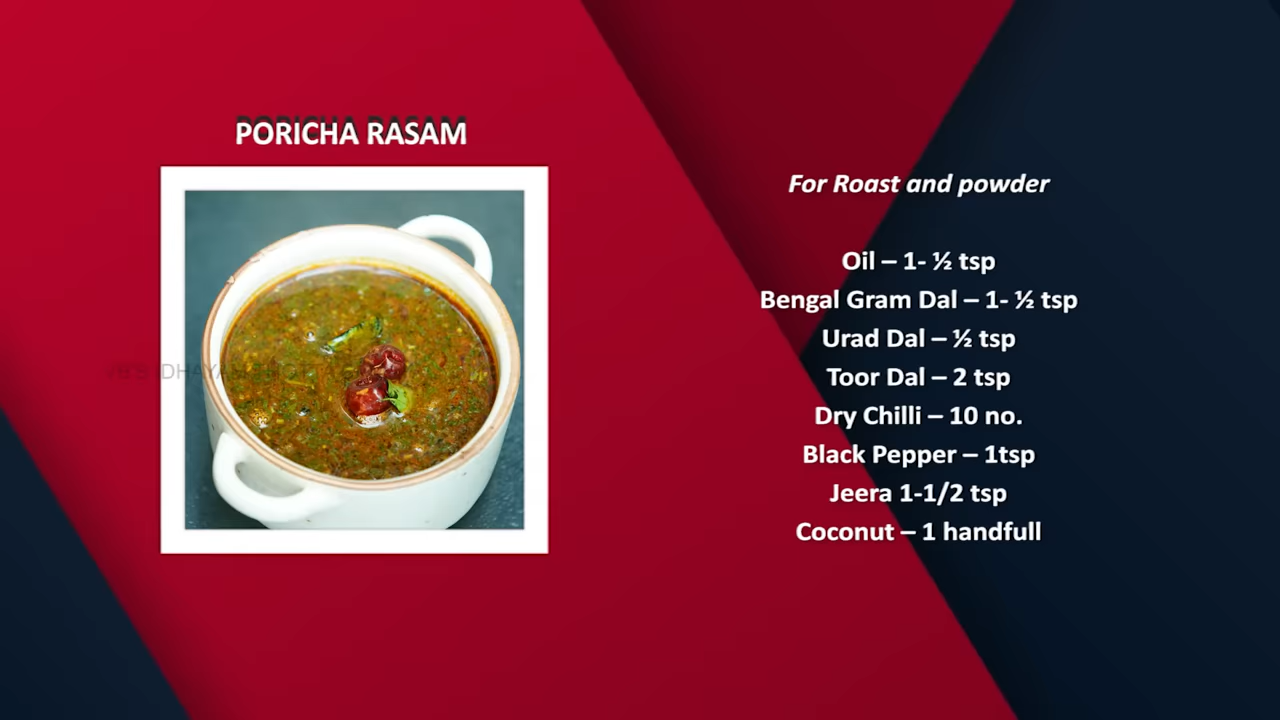 PORICHA RASAM
For Roast and powder
Oil – 1- ½ tsp
Bengal Gram Dal – 1- ½ tsp
Urad Dal – ½ tsp
Toor Dal – 2 tsp
Dry Chilli – 10 no.
Black Pepper – 1tsp
Jeera 1-1/2 tsp
Coconut – 1 handfull